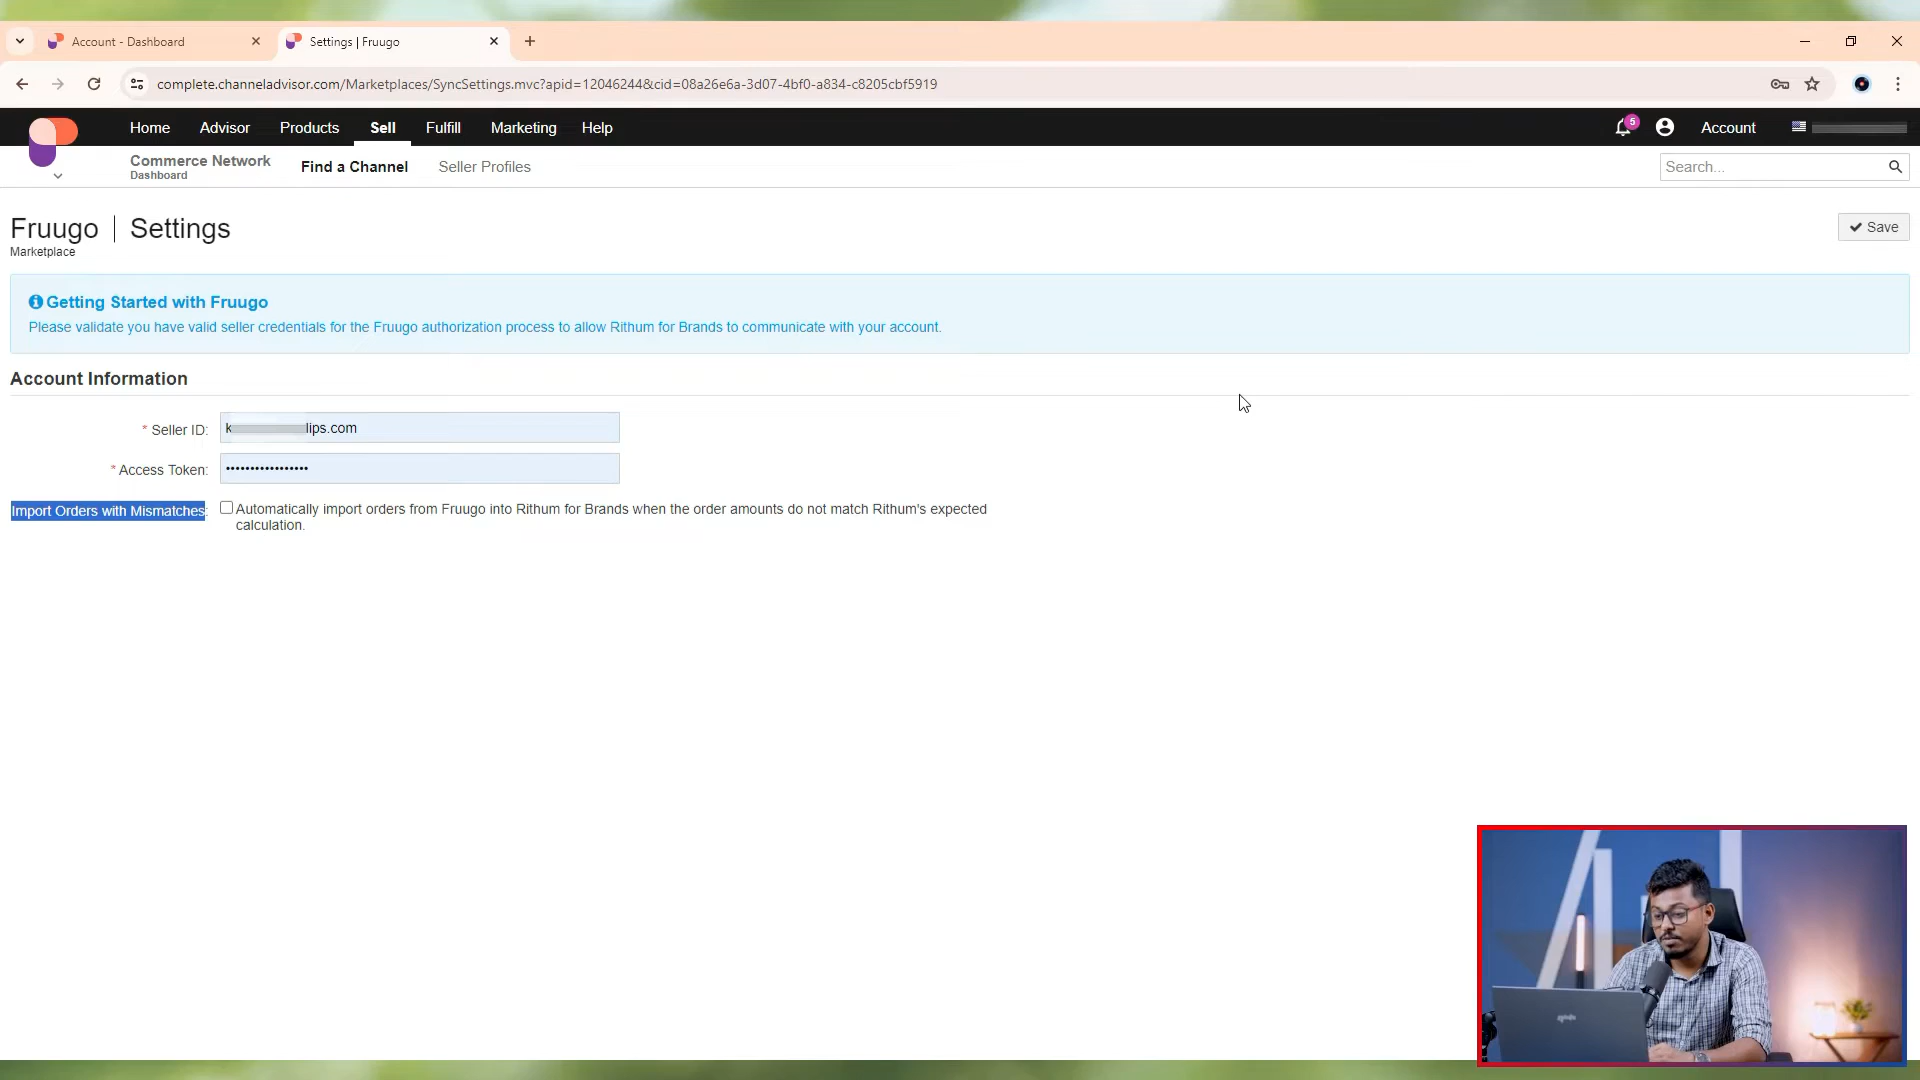 Account - Dashboard
Settings | Fruugo
complete.channeladvisor.com/Marketplaces/SyncSettings.mvc?apid=12046244&cid=08a26e6a-3d07-4bf0-a834-c8205cbf5919
Home Advisor Products Sell Fulfill Marketing Help
5
Account
Commerce Network
Dashboard
Find a Channel
Seller Profiles
Search...
Fruugo | Settings
Marketplace
Save
Getting Started with Fruugo
Please validate you have valid seller credentials for the Fruugo authorization process to allow Rithum for Brands to communicate with your account.
Account Information
* Seller ID: k lips.com
* Access Token: •••••••••••••••••
Import Orders with Mismatches: Automatically import orders from Fruugo into Rithum for Brands when the order amounts do not match Rithum's expected
calculation.